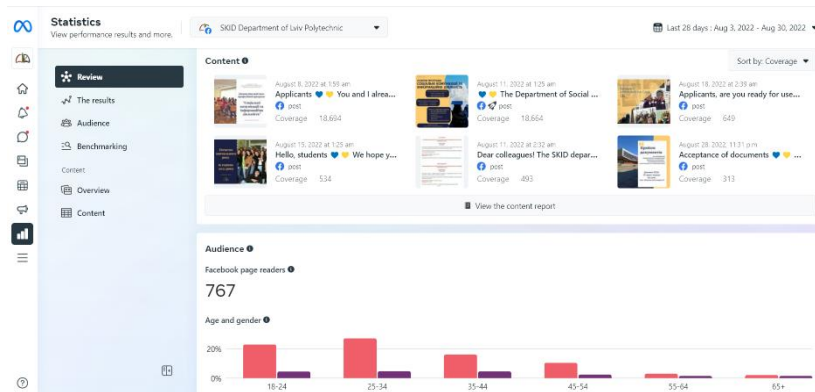 Statistics
View performance results and more.
SKID Department of Lviv Polytechnic
Last 28 days : Aug 3, 2022 - Aug 30, 2022
Review
The results
Audience
Benchmarking
Content
Overview
Content
Content
Sort by: Coverage
August 8, 2022 at 1:59 am
Applicants 💙 💛 You and I alrea...
post
Coverage 18.694
August 11, 2022 at 1:25 am
💙 💛 The Department of Social ...
post
Coverage 18.664
August 18, 2022 at 2:39 am
Applicants, are you ready for use...
post
Coverage 649
August 15, 2022 at 1:25 am
Hello, students 💙 💛 We hope y...
post
Coverage 534
August 11, 2022 at 2:32 am
Dear colleagues! The SKID depar...
post
Coverage 493
August 28, 2022, 11:31 p.m
Acceptance of documents 💙 💛 ...
post
Coverage 313
View the content report
Audience
Facebook page readers
767
Age and gender
20%
0%
18-24 25-34 35-44 45-54 55-64 65+